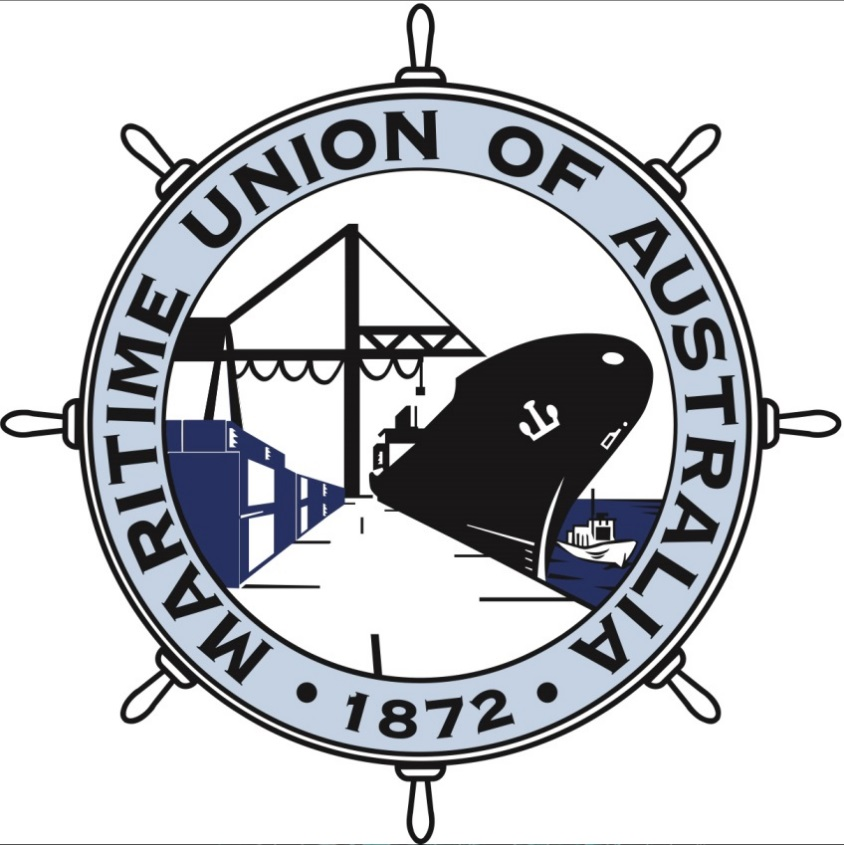 MARITIME UNION OF AUSTRALIA
• 1872 •